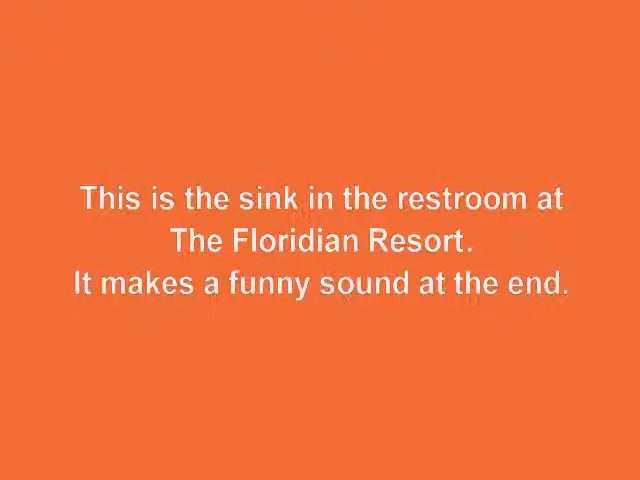 This is the sink in the restroom at
The Floridian Resort.
It makes a funny sound at the end.